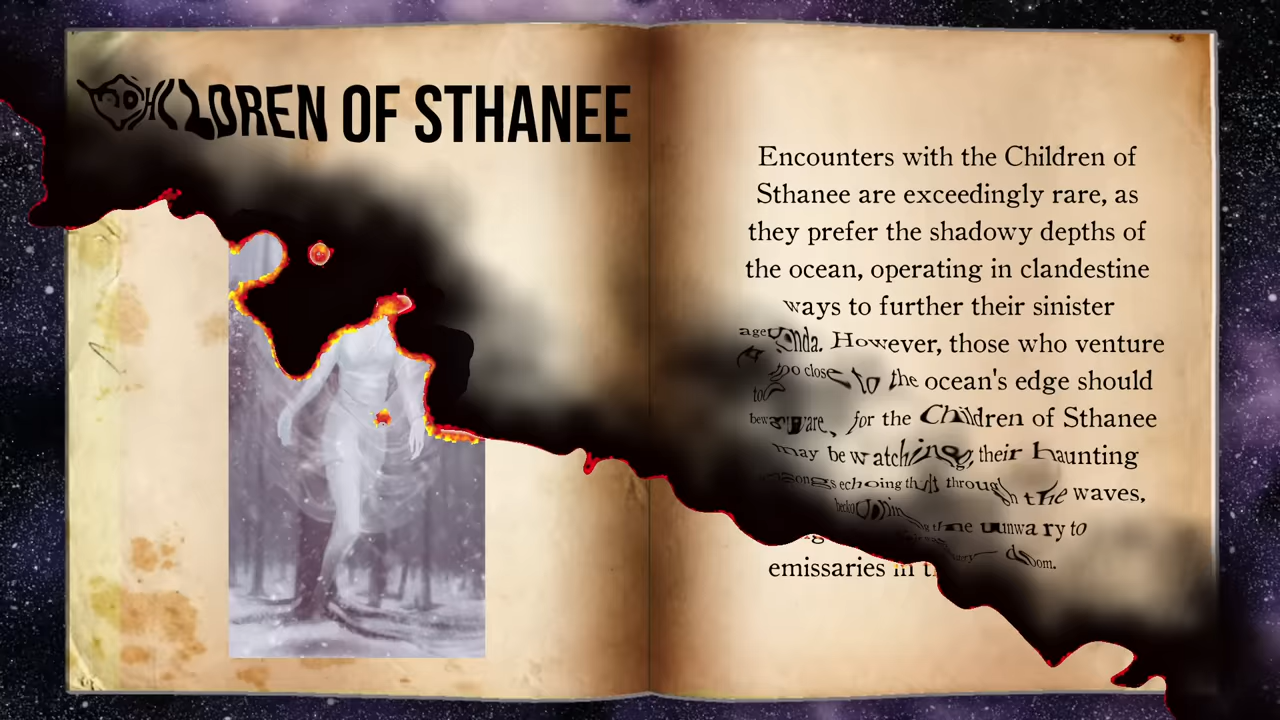 CHILDREN OF STHANEE
Encounters with the Children of
Sthanee are exceedingly rare, as
they prefer the shadowy depths of
the ocean, operating in clandestine
ways to further their sinister
agenda. However, those who venture
too close to the ocean's edge should
beware, for the Children of Sthanee
may be watching, their haunting
songs echoing through the waves,
the unwary to
doom.
emissaries in